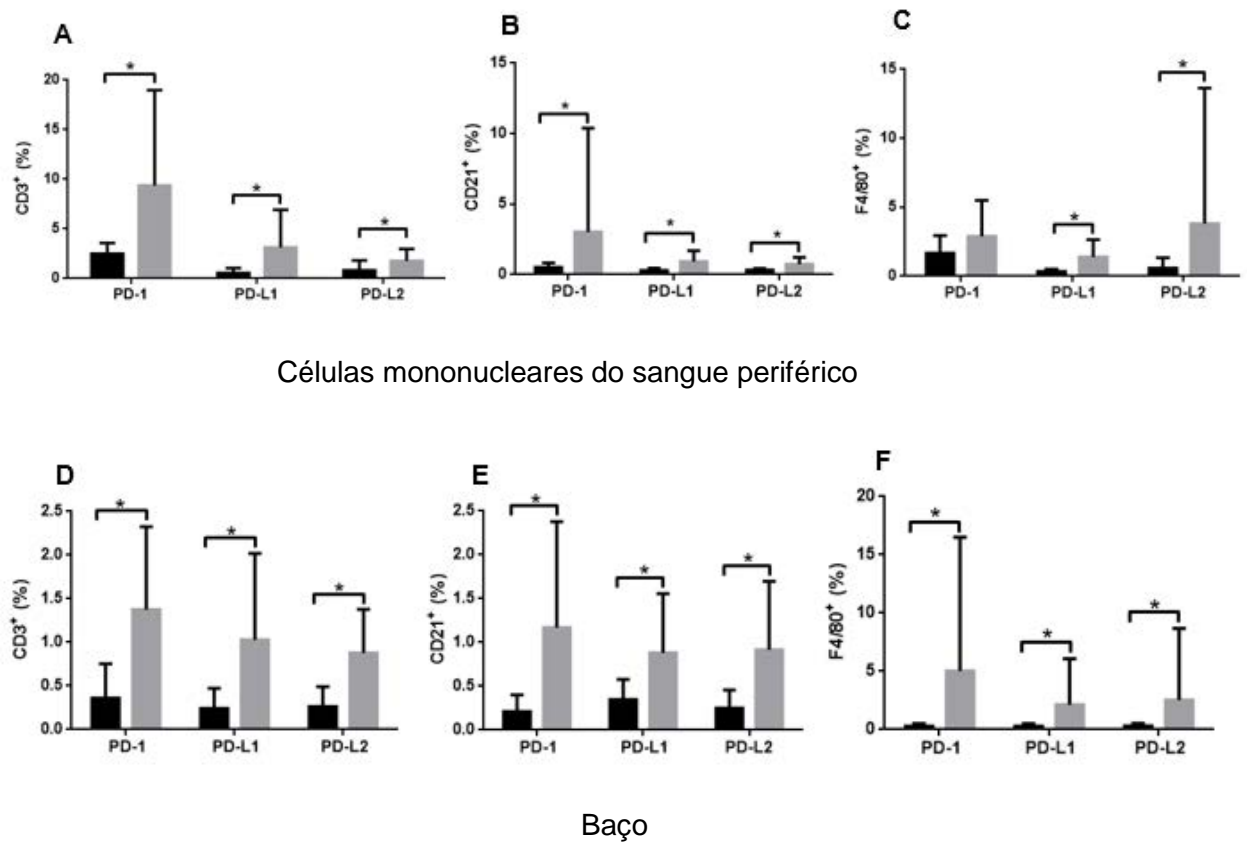 A
B
C
CD3⁺ (%)
20
15
10
5
0
*
*
*
PD-1
PD-L1
PD-L2
CD21⁺ (%)
15
10
5
0
*
*
*
PD-1
PD-L1
PD-L2
F4/80⁺ (%)
15
10
5
0
*
*
PD-1
PD-L1
PD-L2
Células mononucleares do sangue periférico
D
E
F
CD3⁺ (%)
2.5
2.0
1.5
1.0
0.5
0.0
*
*
*
PD-1
PD-L1
PD-L2
CD21⁺ (%)
2.5
2.0
1.5
1.0
0.5
0.0
*
*
*
PD-1
PD-L1
PD-L2
F4/80⁺ (%)
20
15
10
5
0
*
*
*
PD-1
PD-L1
PD-L2
Baço